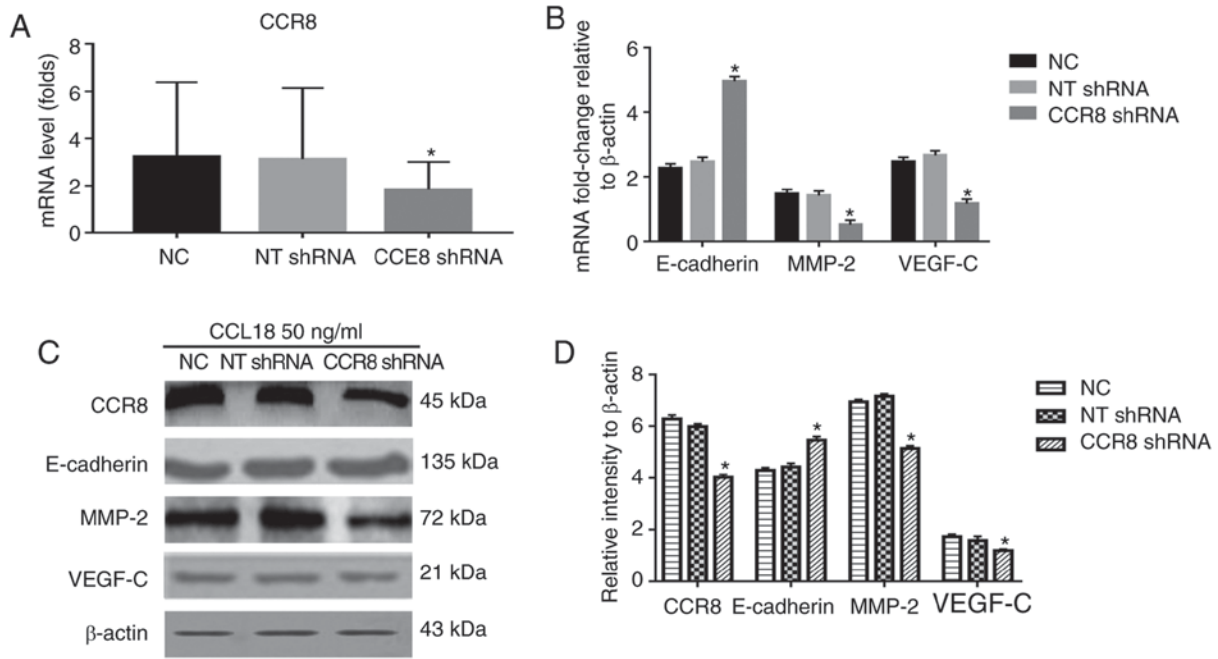 A
CCR8
mRNA level (folds)
8
6
4
2
0
*
NC NT shRNA CCE8 shRNA
B
mRNA fold-change relative
to β-actin
6
4
2
0
*
*
*
E-cadherin MMP-2 VEGF-C
NC
NT shRNA
CCR8 shRNA
C
CCL18 50 ng/ml
NC NT shRNA CCR8 shRNA
CCR8 45 kDa
E-cadherin 135 kDa
MMP-2 72 kDa
VEGF-C 21 kDa
β-actin 43 kDa
D
Relative intensity to β-actin
8
6
4
2
0
*
*
*
*
CCR8 E-cadherin MMP-2 VEGF-C
NC
NT shRNA
CCR8 shRNA